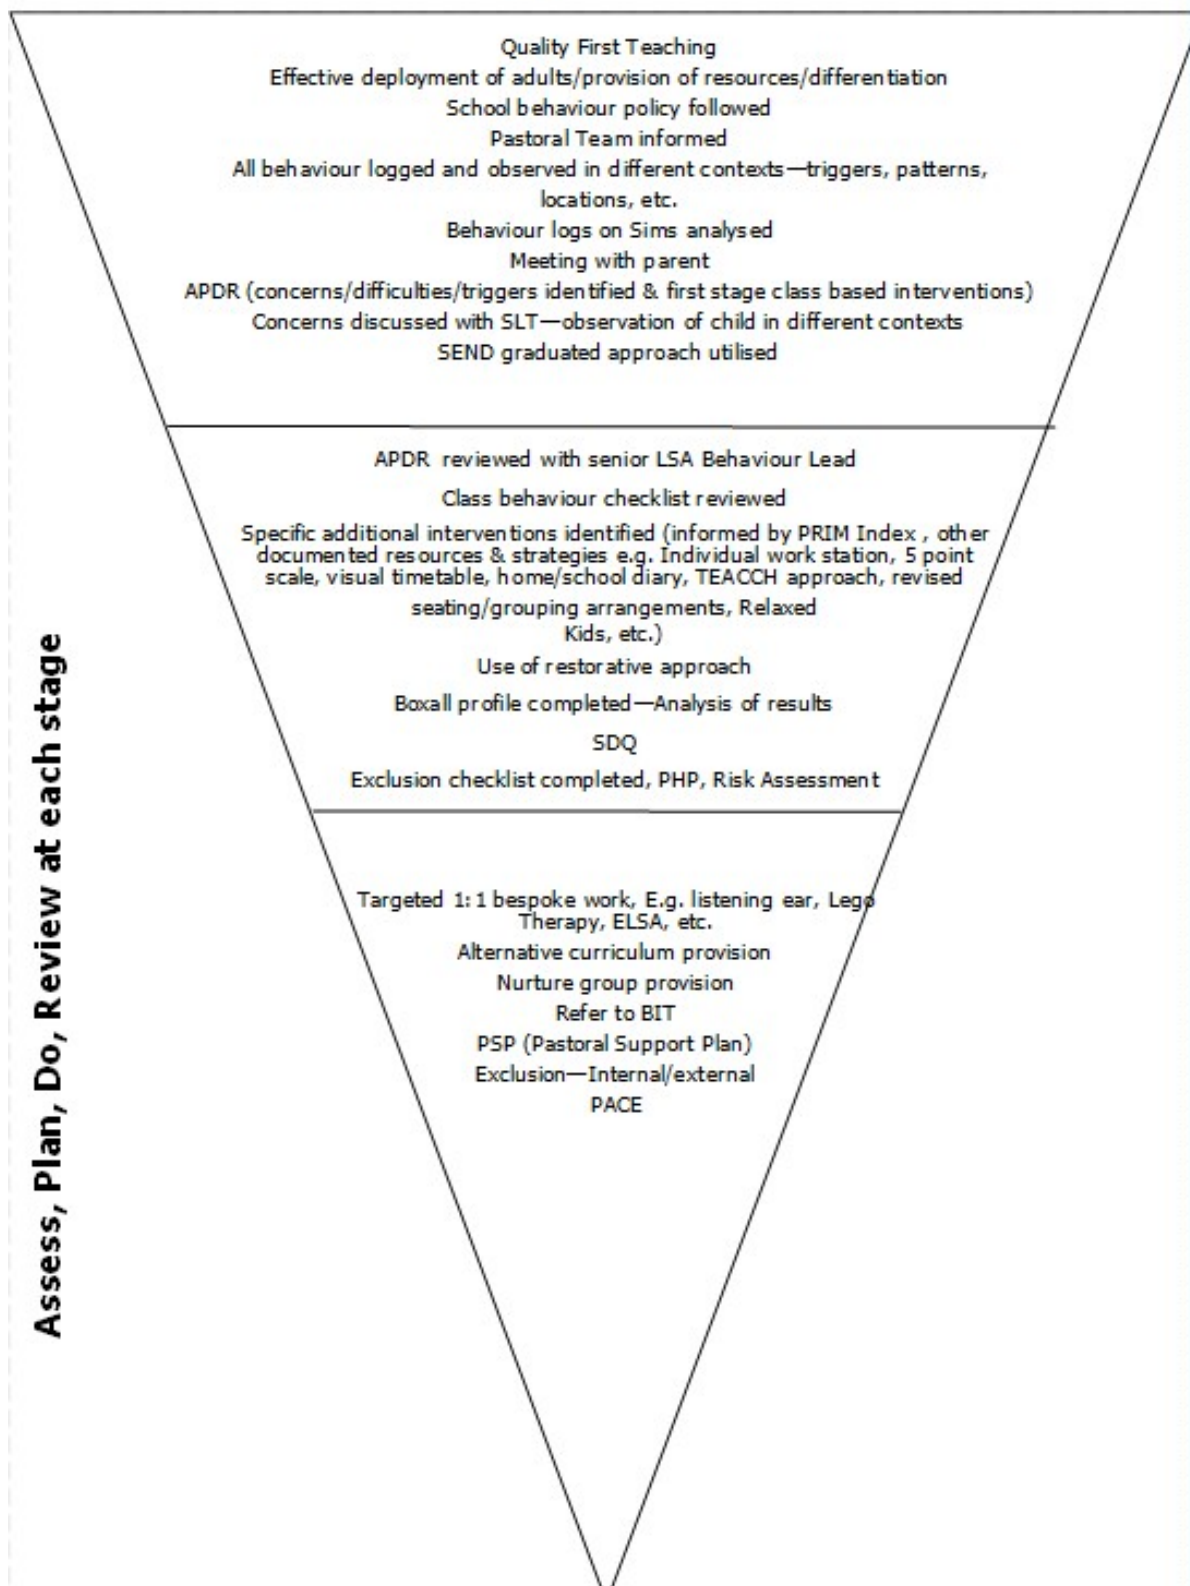 Quality First Teaching
Effective deployment of adults/provision of resources/differentiation
School behaviour policy followed
Pastoral Team informed
All behaviour logged and observed in different contexts—triggers, patterns,
locations, etc.
Behaviour logs on Sims analysed
Meeting with parent
APDR (concerns/difficulties/triggers identified & first stage class based interventions)
Concerns discussed with SLT—observation of child in different contexts
SEND graduated approach utilised
APDR reviewed with senior LSA Behaviour Lead
Class behaviour checklist reviewed
Specific additional interventions identified (informed by PRIM Index , other
documented resources & strategies e.g. Individual work station, 5 point
scale, visual timetable, home/school diary, TEACCH approach, revised
seating/grouping arrangements, Relaxed
Kids, etc.)
Use of restorative approach
Boxall profile completed—Analysis of results
SDQ
Exclusion checklist completed, PHP, Risk Assessment
Targeted 1:1 bespoke work, E.g. listening ear, Lego
Therapy, ELSA, etc.
Alternative curriculum provision
Nurture group provision
Refer to BIT
PSP (Pastoral Support Plan)
Exclusion—Internal/external
PACE
Assess, Plan, Do, Review at each stage